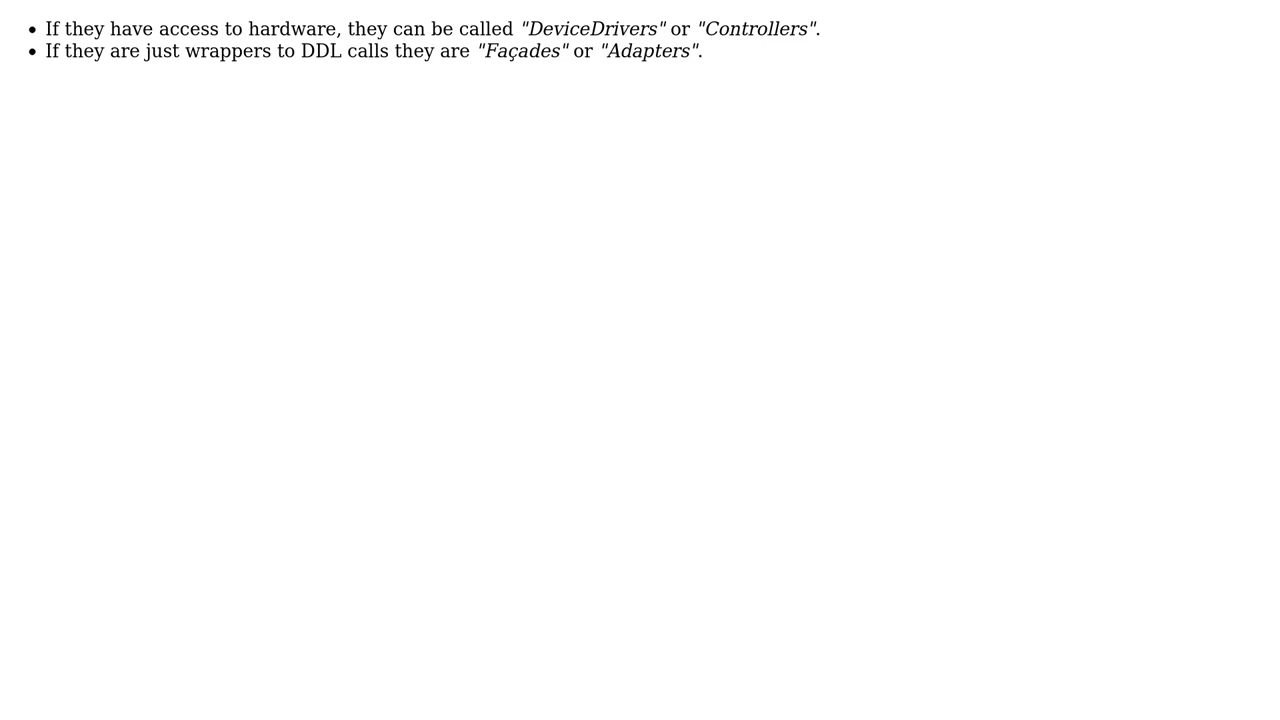 • If they have access to hardware, they can be called "DeviceDrivers" or "Controllers".
• If they are just wrappers to DDL calls they are "Façades" or "Adapters".